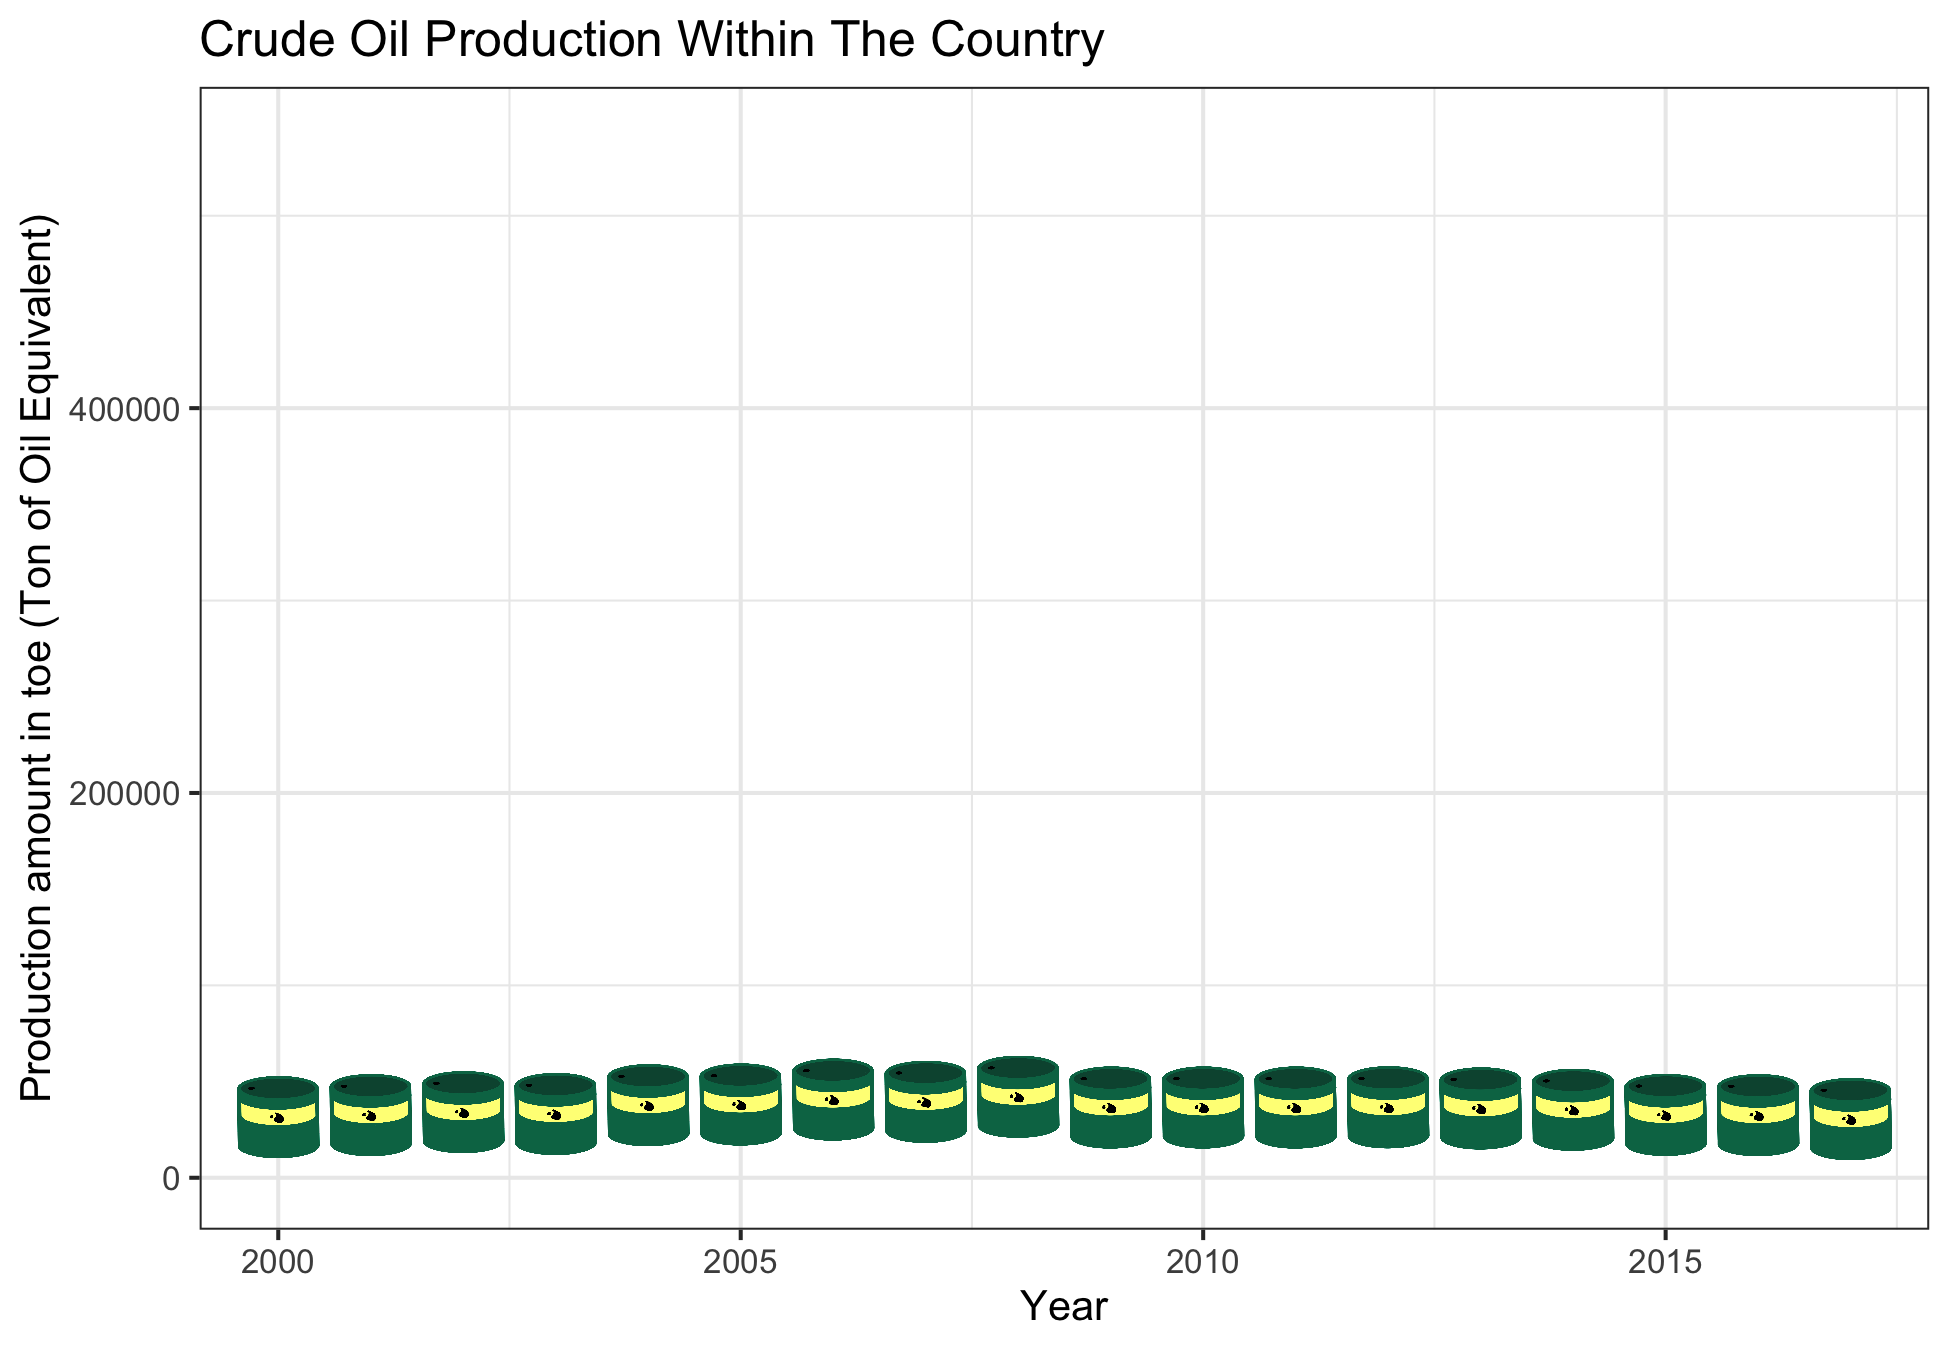 Crude Oil Production Within The Country
Production amount in toe (Ton of Oil Equivalent)
400000
200000
0
2000
2005
2010
2015
Year